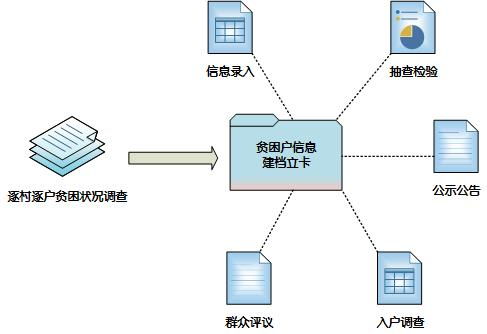 信息录入
抽查检验
贫困户信息
建档立卡
逐村逐户贫困状况调查
公示公告
群众评议
入户调查